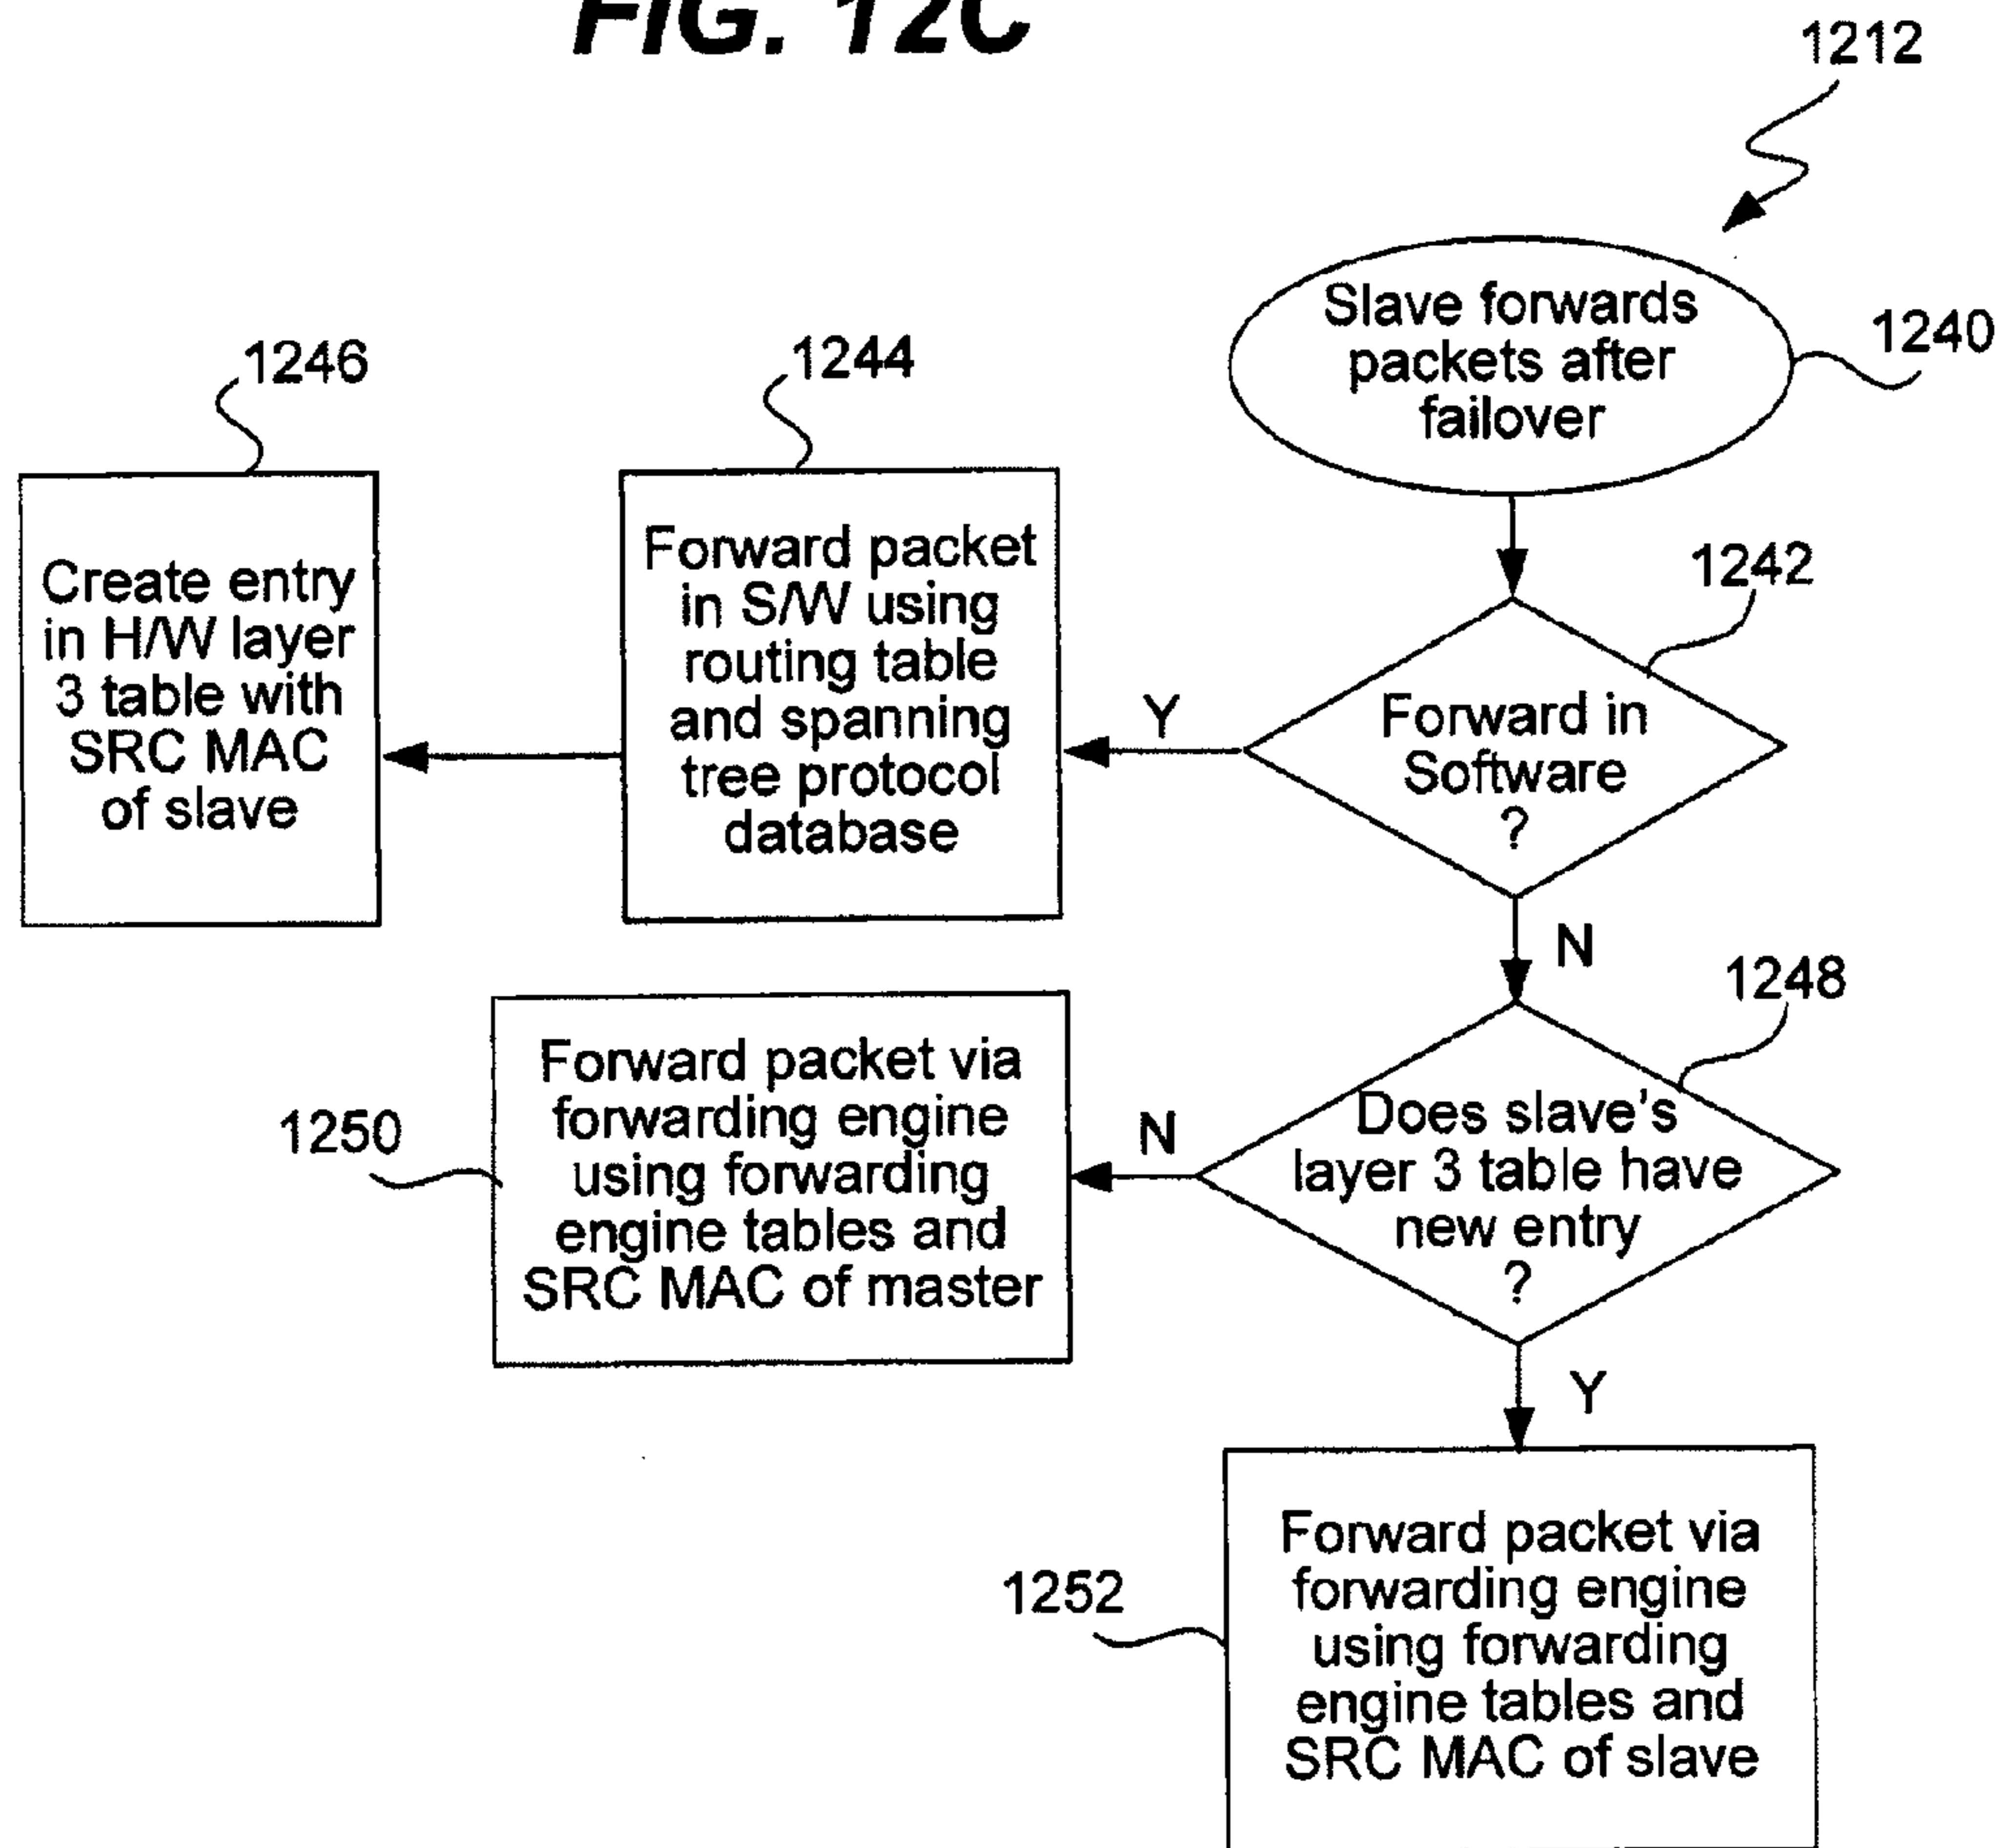 FIG. 12C
1212
Slave forwards
packets after
failover
1240
1246
1244
1242
Create entry
in H/W layer
3 table with
SRC MAC
of slave
Forward packet
in S/W using
routing table
and spanning
tree protocol
database
Y
Forward in
Software
?
N
1248
1250
Forward packet via
forwarding engine
using forwarding
engine tables and
SRC MAC of master
N
Does slave's
layer 3 table have
new entry
?
Y
1252
Forward packet via
forwarding engine
using forwarding
engine tables and
SRC MAC of slave